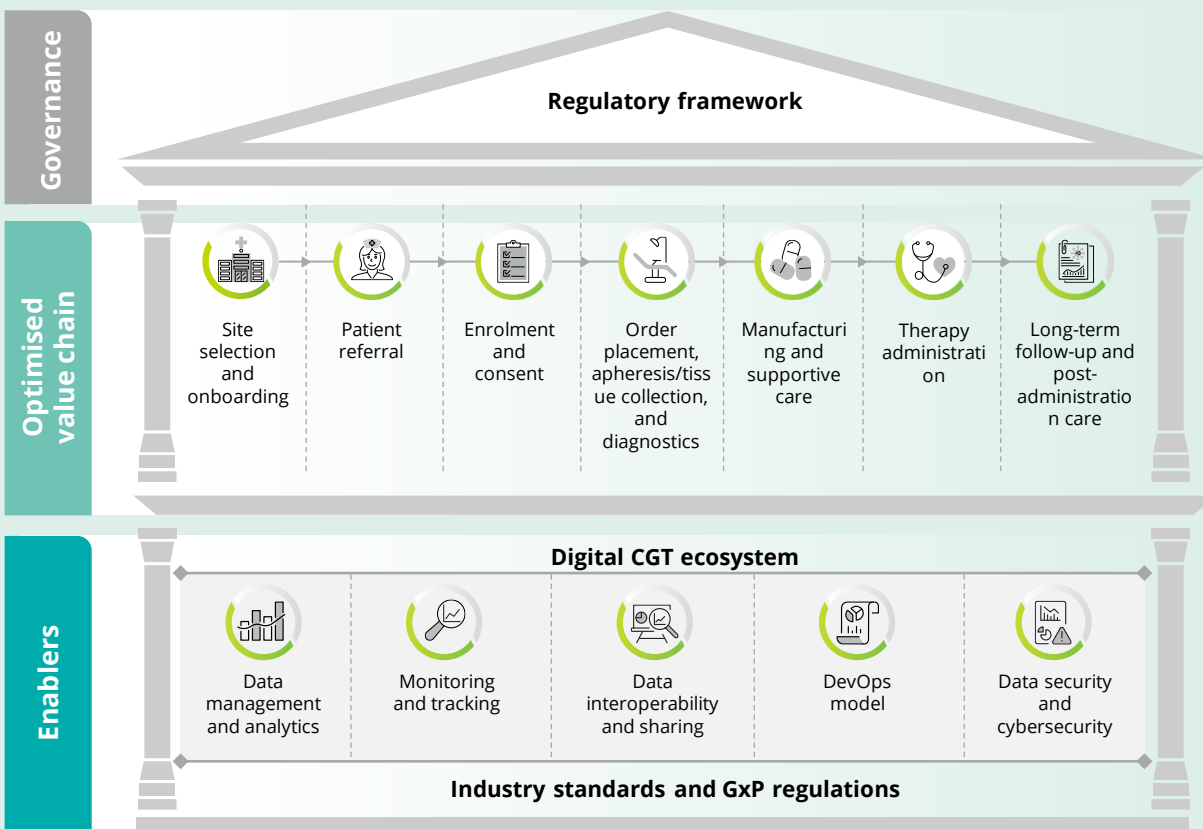 Governance
Regulatory framework
Optimised
value chain
Site
selection
and
onboarding
Patient
referral
Enrolment
and
consent
Order
placement,
apheresis/tiss
ue collection,
and
diagnostics
Manufacturi
ng and
supportive
care
Therapy
administrati
on
Long-term
follow-up and
post-
administratio
n care
Enablers
Digital CGT ecosystem
Data
management
and analytics
Monitoring
and tracking
Data
interoperability
and sharing
DevOps
model
Data security
and
cybersecurity
Industry standards and GxP regulations